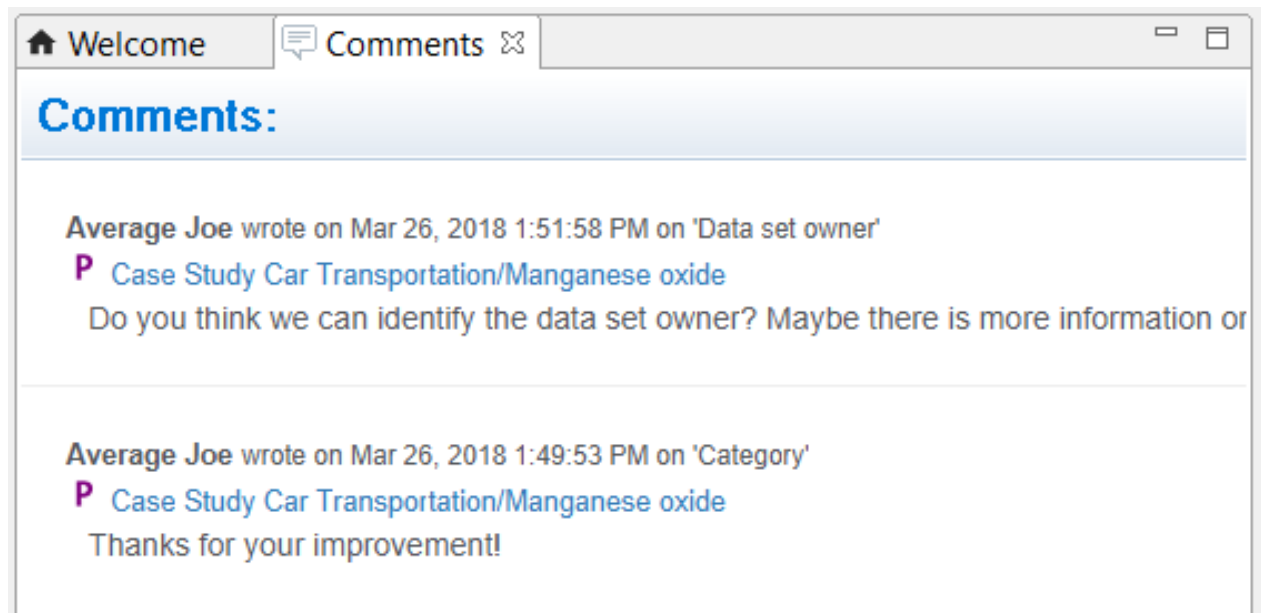 Welcome Comments
Comments:
Average Joe wrote on Mar 26, 2018 1:51:58 PM on 'Data set owner'
P Case Study Car Transportation/Manganese oxide
Do you think we can identify the data set owner? Maybe there is more information or
Average Joe wrote on Mar 26, 2018 1:49:53 PM on 'Category'
P Case Study Car Transportation/Manganese oxide
Thanks for your improvement!